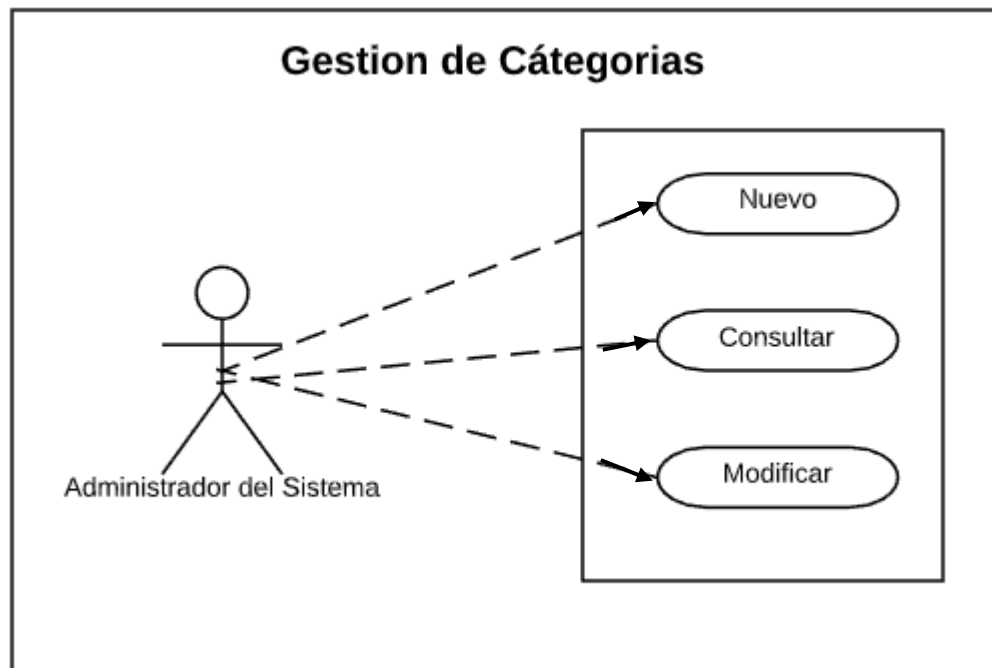 Gestion de Cátegorias
Nuevo
Consultar
Modificar
Administrador del Sistema